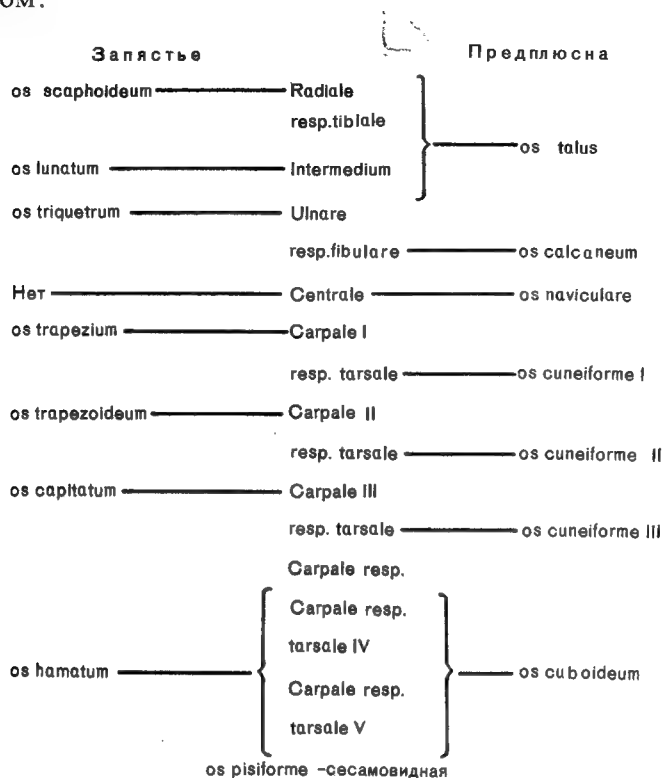 ом.
Запястье Предплюсна
os scaphoideum Radiale
resp.tibiale
os talus
os lunatum Intermedium
os triquetrum Ulnare
resp.fibulare os calcaneum
Нет Centrale os naviculare
os trapezium Carpale I
resp. tarsale os cuneiforme I
os trapezoideum Carpale II
resp. tarsale os cuneiforme II
os capitatum Carpale III
resp. tarsale os cuneiforme III
Carpale resp.
Carpale resp.
tarsale IV
os hamatum os cuboideum
Carpale resp.
tarsale V
os pisiforme -сесамовидная